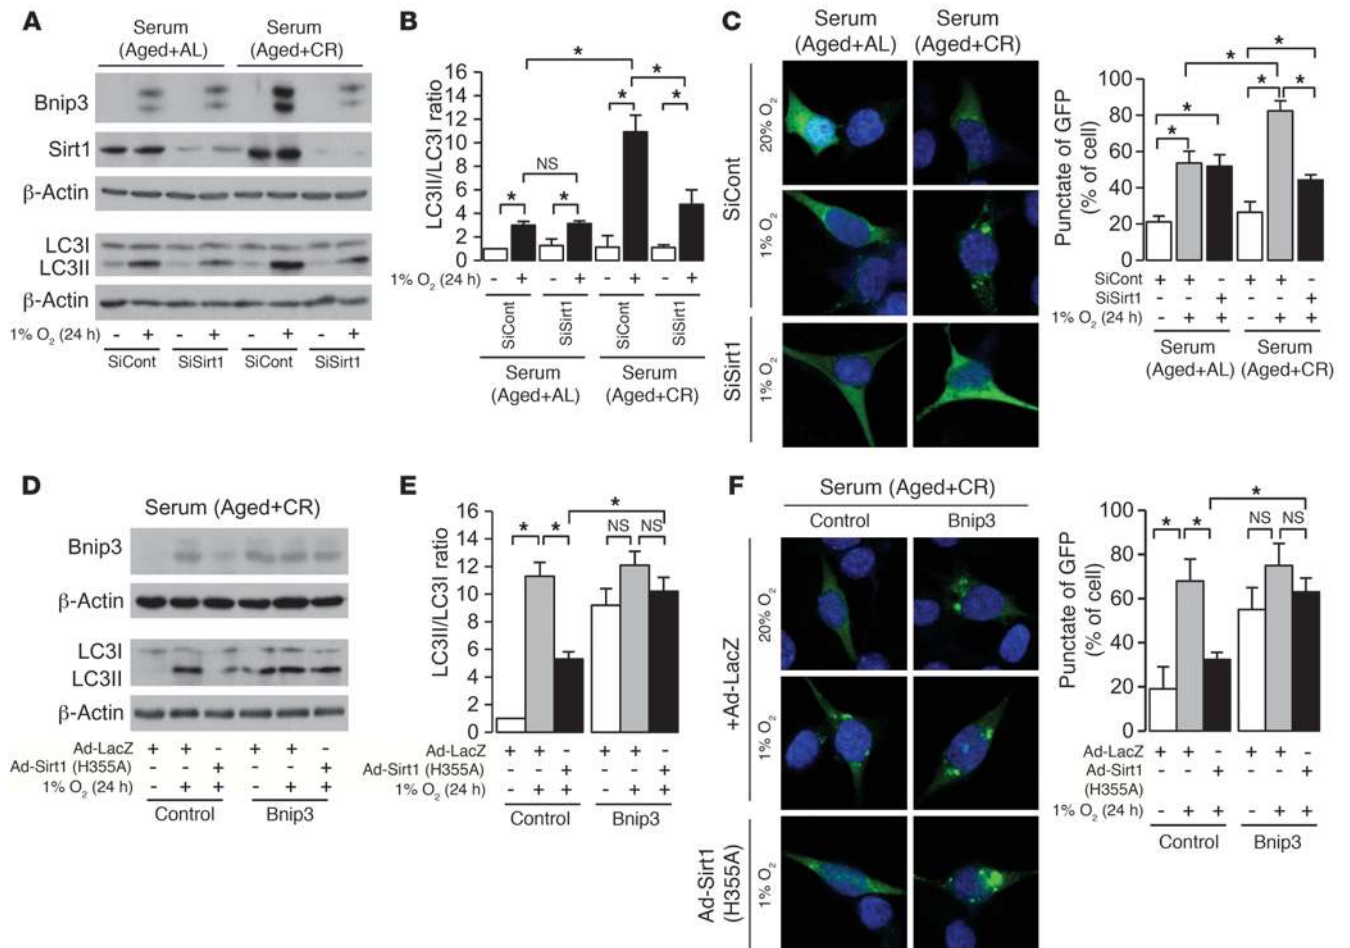 A
Serum
(Aged+AL)
Serum
(Aged+CR)
Bnip3
Sirt1
β-Actin
LC3I
LC3II
β-Actin
1% O2 (24 h) - + - + - + - +
SiCont SiSirt1 SiCont SiSirt1
B
LC3II/LC3I ratio
16
14
12
10
8
6
4
2
0
*
*
NS
*
*
*
*
1% O2 (24 h) - + - + - + - +
SiCont SiSirt1 SiCont SiSirt1
Serum
(Aged+AL)
Serum
(Aged+CR)
C
Serum
(Aged+AL)
Serum
(Aged+CR)
SiCont
20% O2
1% O2
SiSirt1
1% O2
Punctate of GFP
(% of cell)
100
80
60
40
20
0
*
*
*
*
*
*
SiCont + + - + + -
SiSirt1 - - + - - +
1% O2 (24 h) - + + - + +
Serum
(Aged+AL)
Serum
(Aged+CR)
D
Serum (Aged+CR)
Bnip3
β-Actin
LC3I
LC3II
β-Actin
Ad-LacZ + + - + + -
Ad-Sirt1 (H355A) - - + - - +
1% O2 (24 h) - + + - + +
Control Bnip3
E
LC3II/LC3I ratio
16
14
12
10
8
6
4
2
0
*
* * NS NS
Ad-LacZ + + - + + -
Ad-Sirt1 (H355A) - - + - - +
1% O2 (24 h) - + + - + +
Control Bnip3
F
Serum (Aged+CR)
Control Bnip3
+Ad-LacZ
20% O2
1% O2
Ad-Sirt1
(H355A)
1% O2
Punctate of GFP
(% of cell)
100
80
60
40
20
0
*
* * NS NS
Ad-LacZ + + - + + -
Ad-Sirt1 - - + - - +
(H355A)
1% O2 (24 h) - + + - + +
Control Bnip3